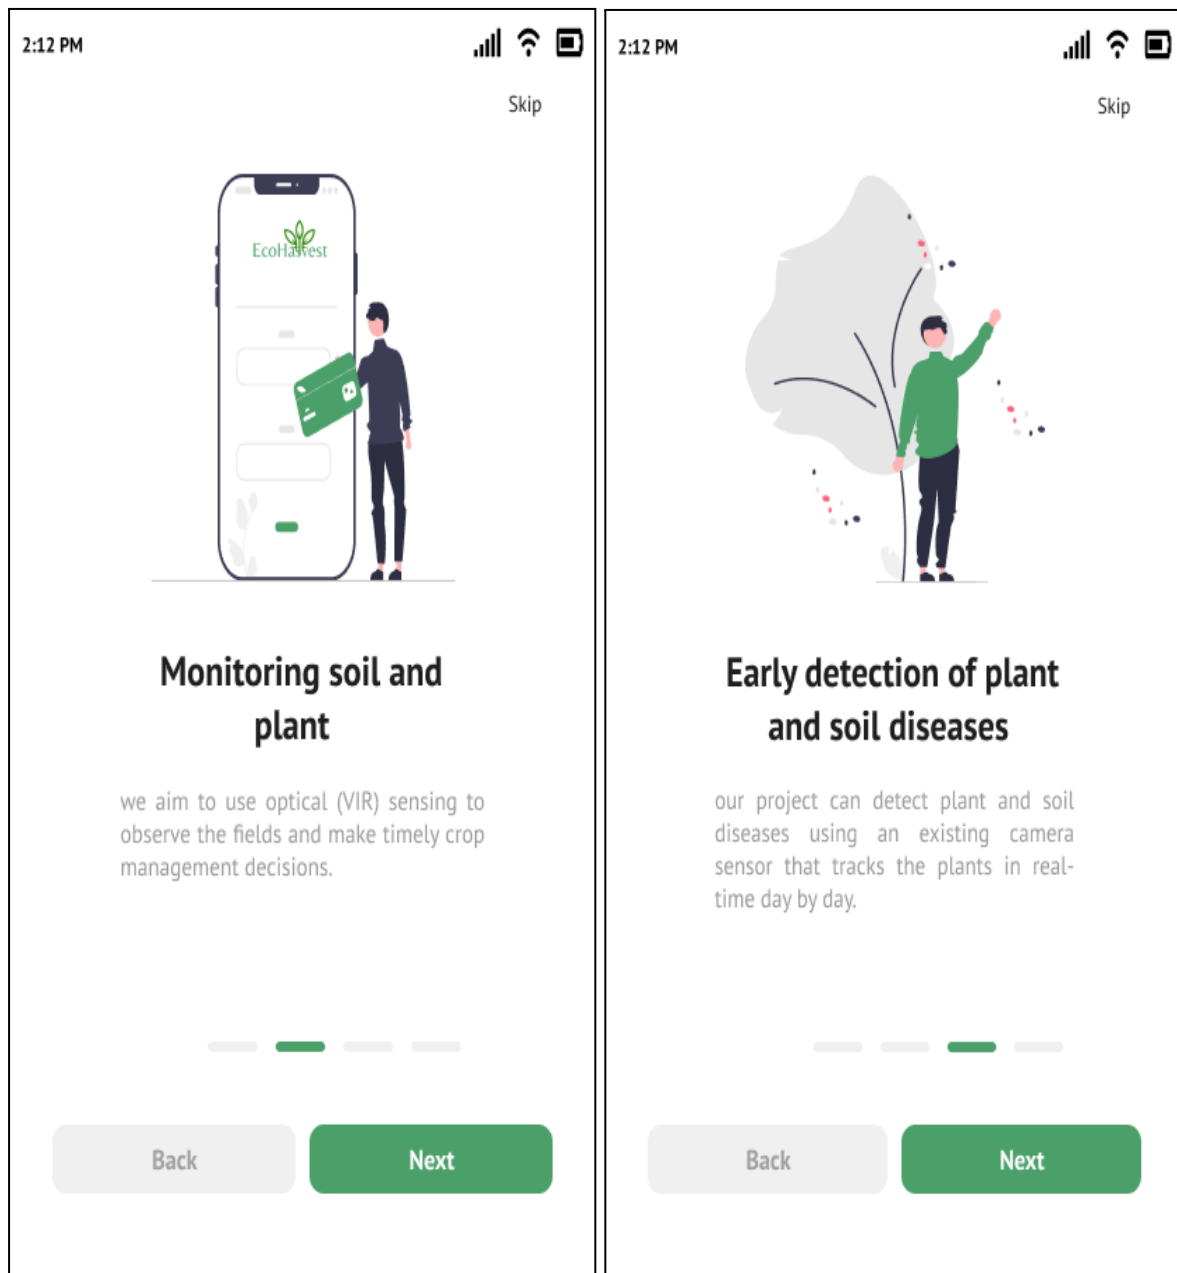 2:12 PM
Skip
EcoHarvest
Monitoring soil and
plant
we aim to use optical (VIR) sensing to
observe the fields and make timely crop
management decisions.
Back
Next
2:12 PM
Skip
Early detection of plant
and soil diseases
our project can detect plant and soil
diseases using an existing camera
sensor that tracks the plants in real-
time day by day.
Back
Next